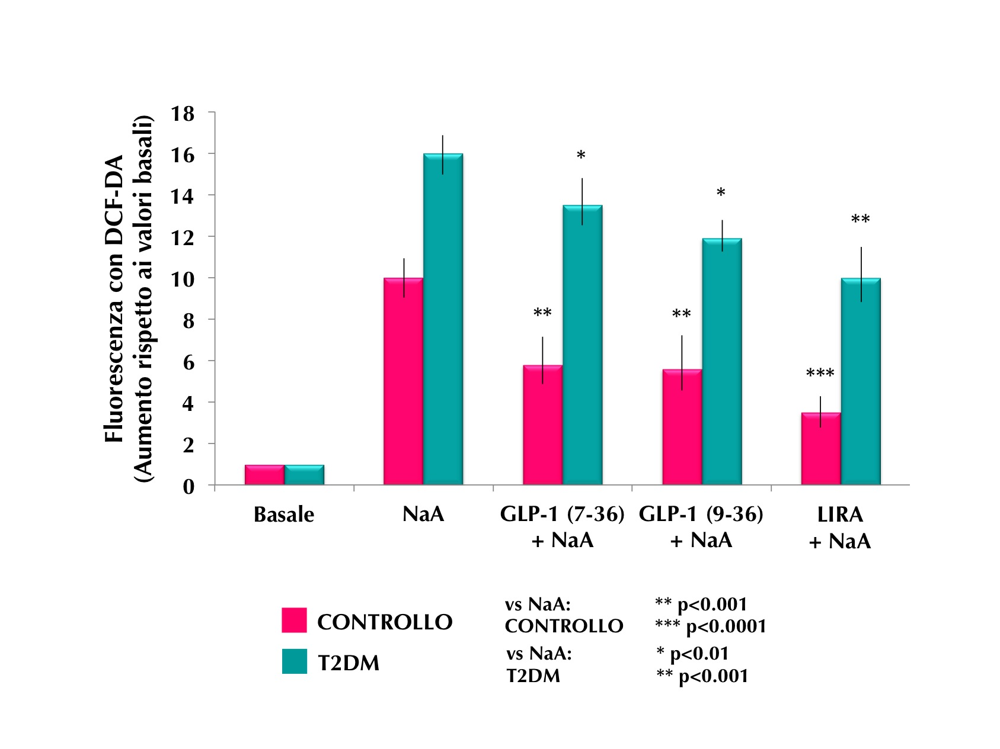 Fluorescenza con DCF-DA
(Aumento rispetto ai valori basali)
18
16
14
12
10
8
6
4
2
0
*
*
**
**
**
***
Basale
NaA
GLP-1 (7-36)
+ NaA
GLP-1 (9-36)
+ NaA
LIRA
+ NaA
CONTROLLO
T2DM
vs NaA: ** p<0.001
CONTROLLO *** p<0.0001
vs NaA: * p<0.01
T2DM ** p<0.001